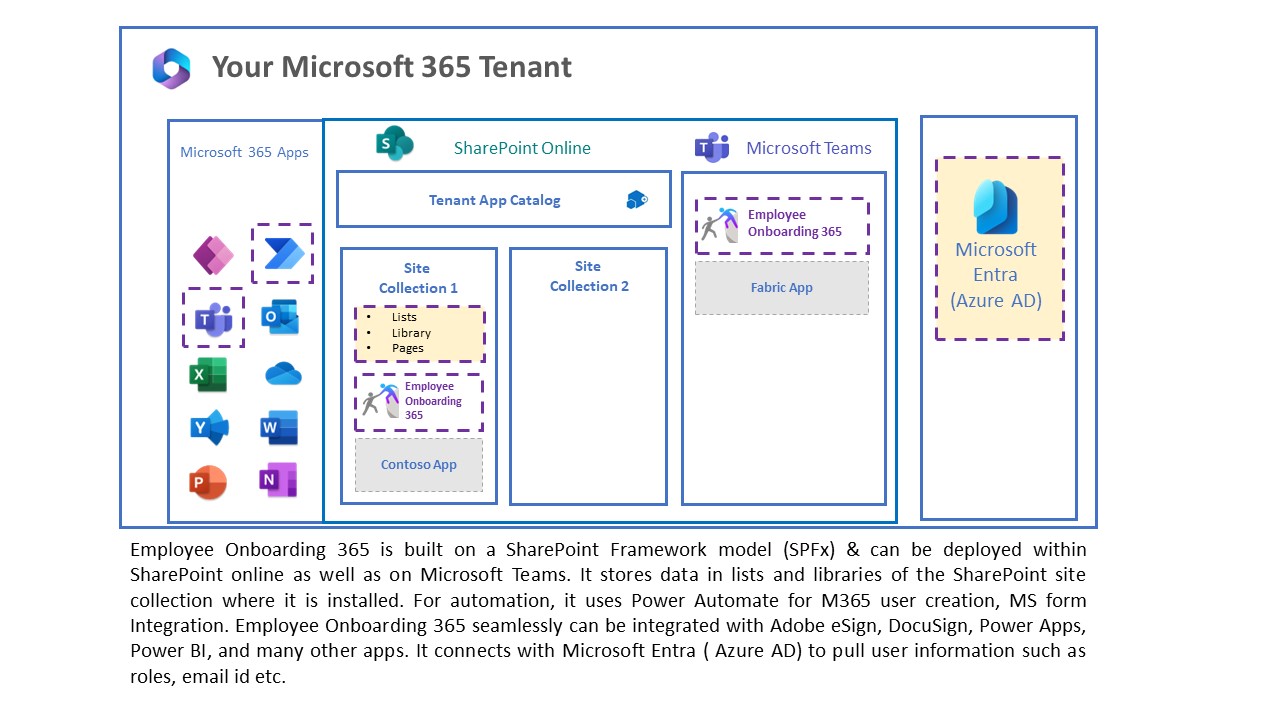 Your Microsoft 365 Tenant
Microsoft 365 Apps
SharePoint Online
Microsoft Teams
Tenant App Catalog
Site
Collection 1
• Lists
• Library
• Pages
Employee
Onboarding
365
Contoso App
Site
Collection 2
Employee
Onboarding 365
Fabric App
Microsoft
Entra
(Azure AD)
S
T
T
O
X
Y
W
P
N
Employee Onboarding 365 is built on a SharePoint Framework model (SPFx) & can be deployed within
SharePoint online as well as on Microsoft Teams. It stores data in lists and libraries of the SharePoint site
collection where it is installed. For automation, it uses Power Automate for M365 user creation, MS form
Integration. Employee Onboarding 365 seamlessly can be integrated with Adobe eSign, DocuSign, Power Apps,
Power BI, and many other apps. It connects with Microsoft Entra ( Azure AD) to pull user information such as
roles, email id etc.